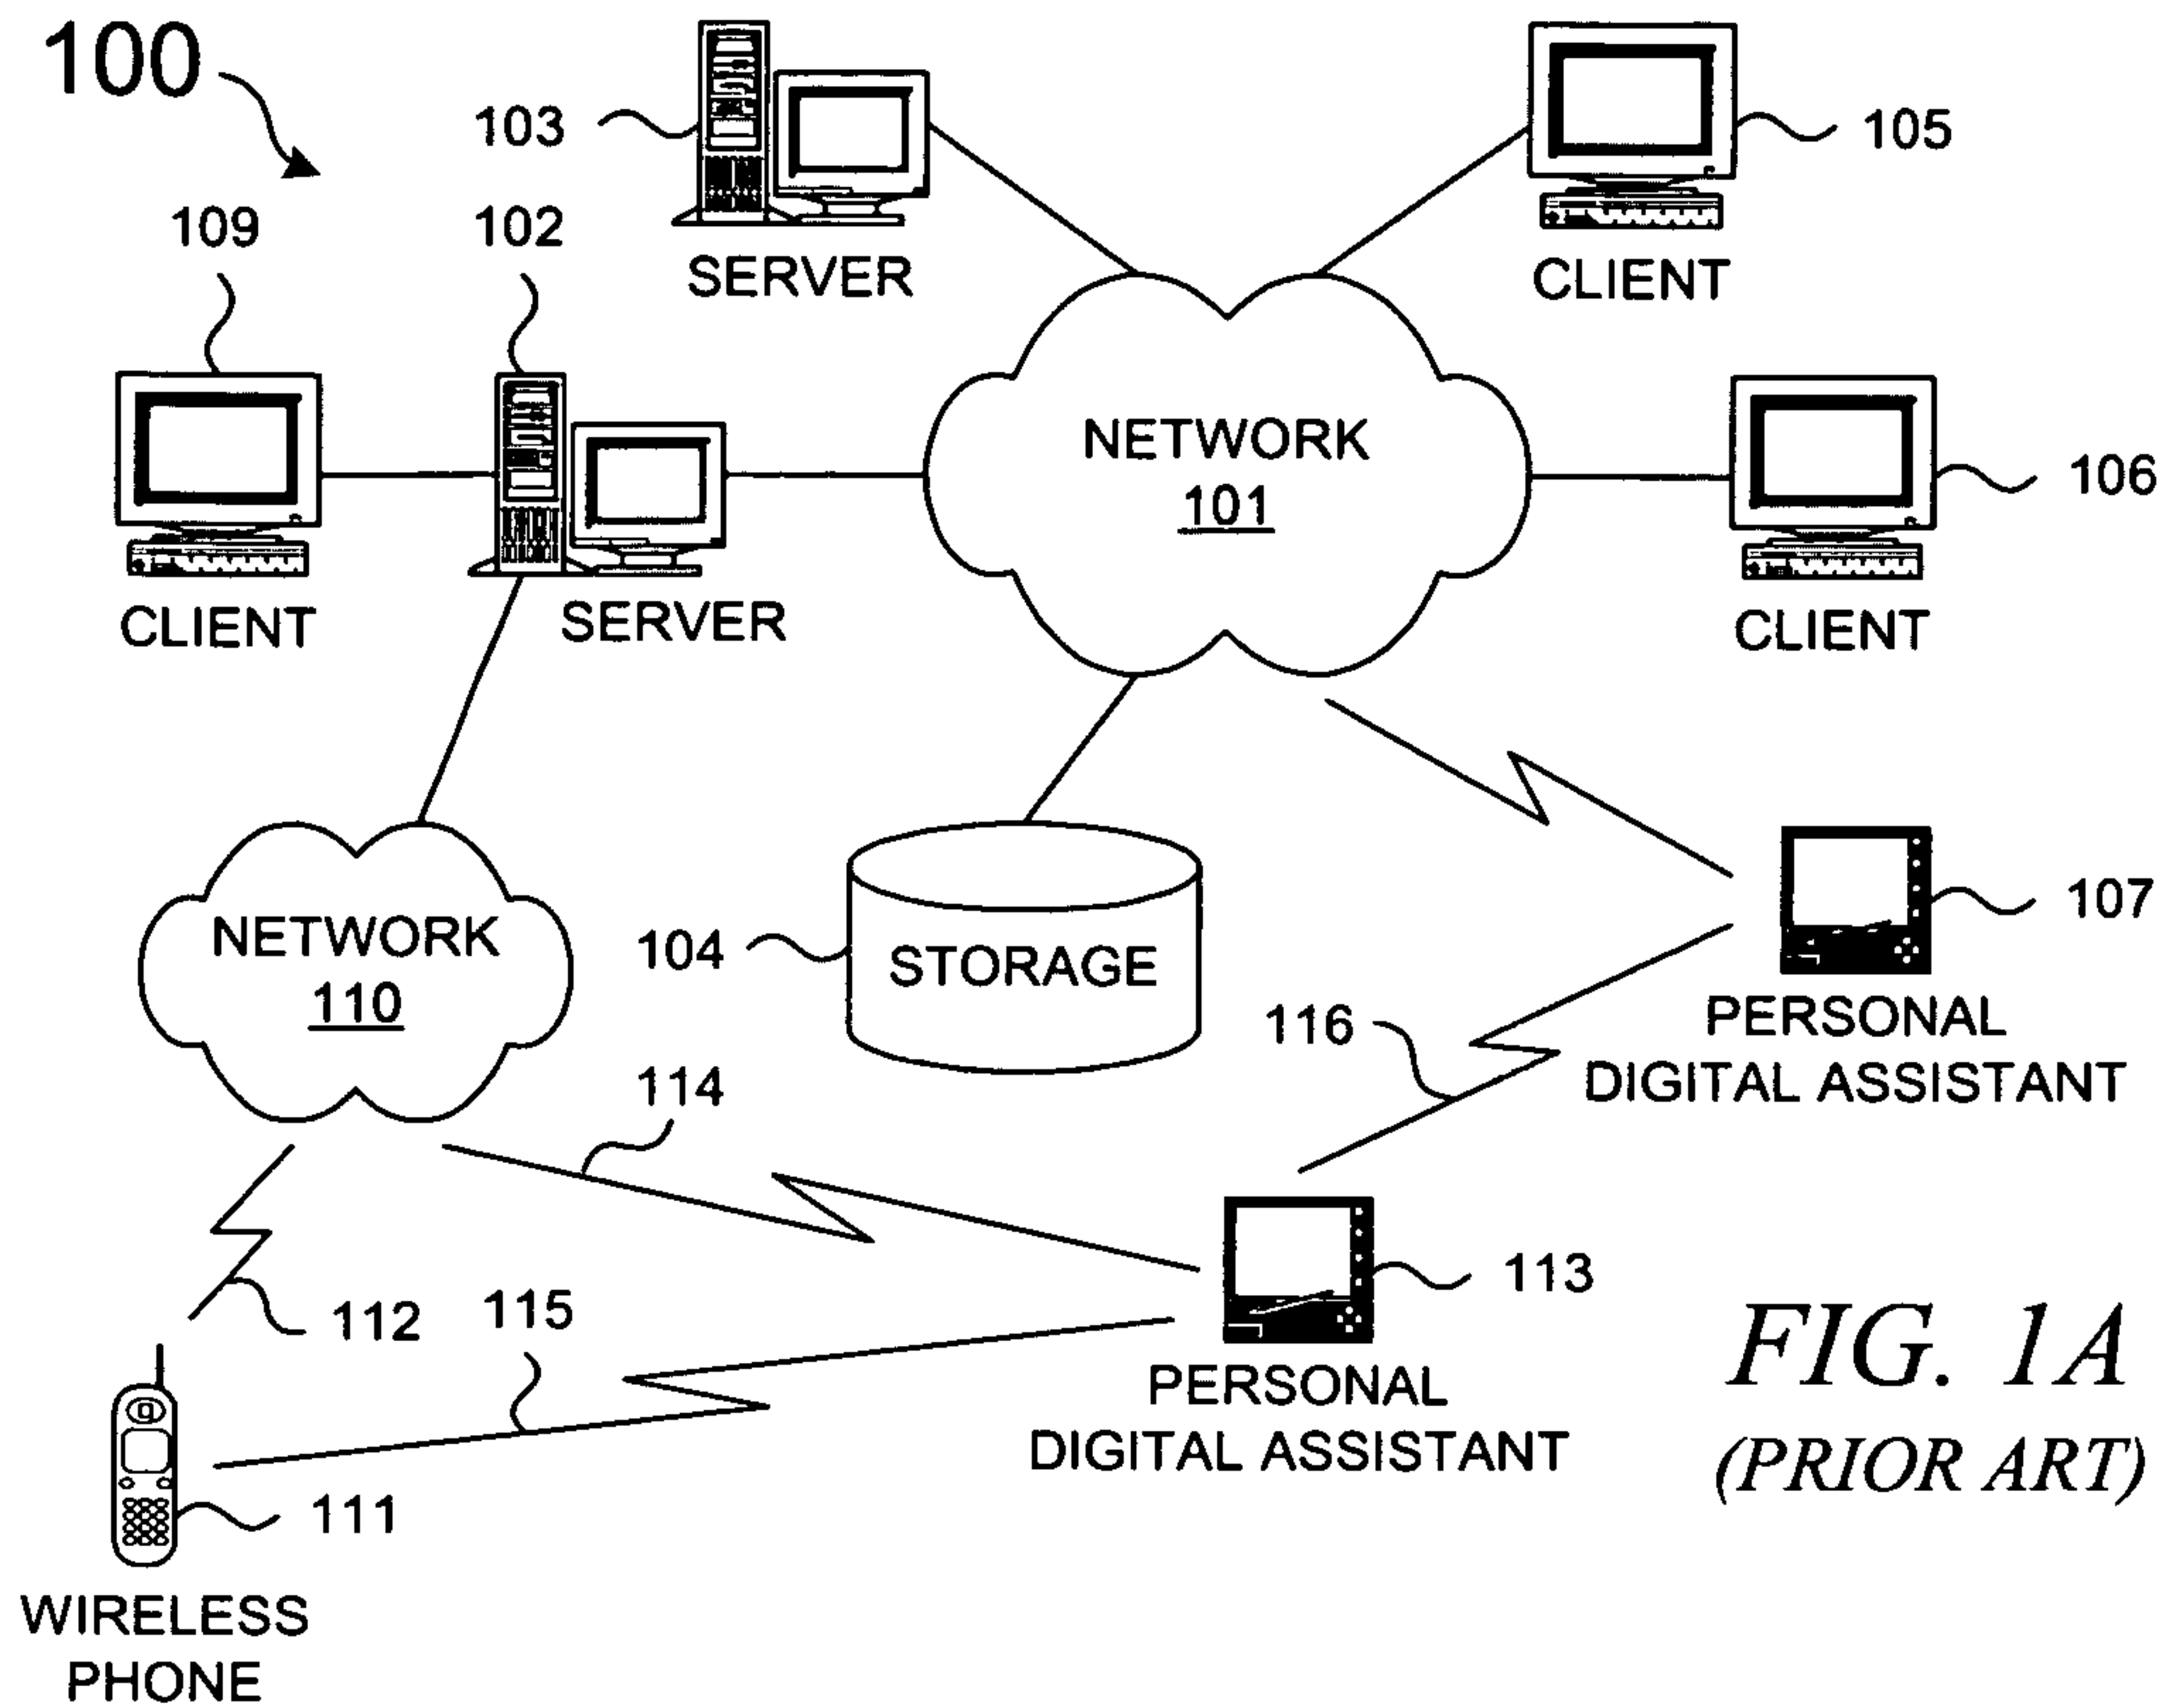 100
103
105
109
102
SERVER
CLIENT
NETWORK
101
106
CLIENT
SERVER
CLIENT
NETWORK
110
104
STORAGE
107
116
PERSONAL
DIGITAL ASSISTANT
114
113
112
115
PERSONAL
DIGITAL ASSISTANT
111
WIRELESS
PHONE
FIG. 1A
(PRIOR ART)